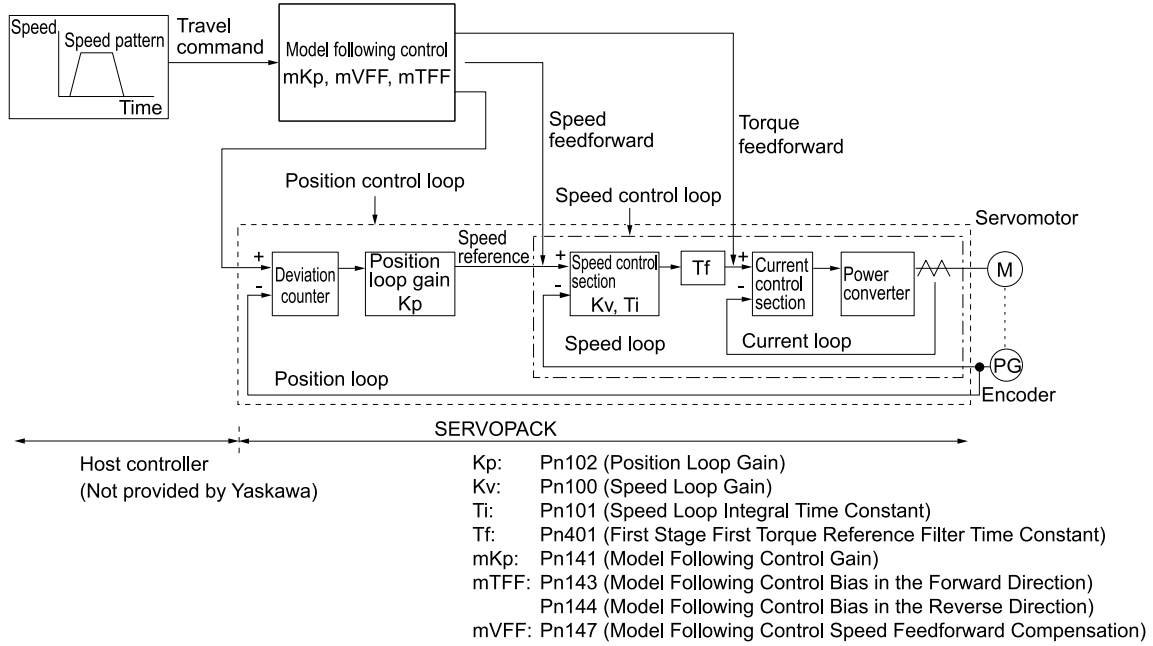 Speed
Speed pattern
Time
Travel
command
Model following control
mKp, mVFF, mTFF
Speed
feedforward
Torque
feedforward
Position control loop
Speed control loop
Servomotor
+
-
Deviation
counter
Position
loop gain
Kp
Speed
reference
+
-
Speed control
section
Kv, Ti
Tf
+
-
Current
control
section
Power
converter
M
Speed loop
Current loop
Position loop
PG
Encoder
SERVOPACK
Host controller
(Not provided by Yaskawa)
Kp: Pn102 (Position Loop Gain)
Kv: Pn100 (Speed Loop Gain)
Ti: Pn101 (Speed Loop Integral Time Constant)
Tf: Pn401 (First Stage First Torque Reference Filter Time Constant)
mKp: Pn141 (Model Following Control Gain)
mTFF: Pn143 (Model Following Control Bias in the Forward Direction)
Pn144 (Model Following Control Bias in the Reverse Direction)
mVFF: Pn147 (Model Following Control Speed Feedforward Compensation)